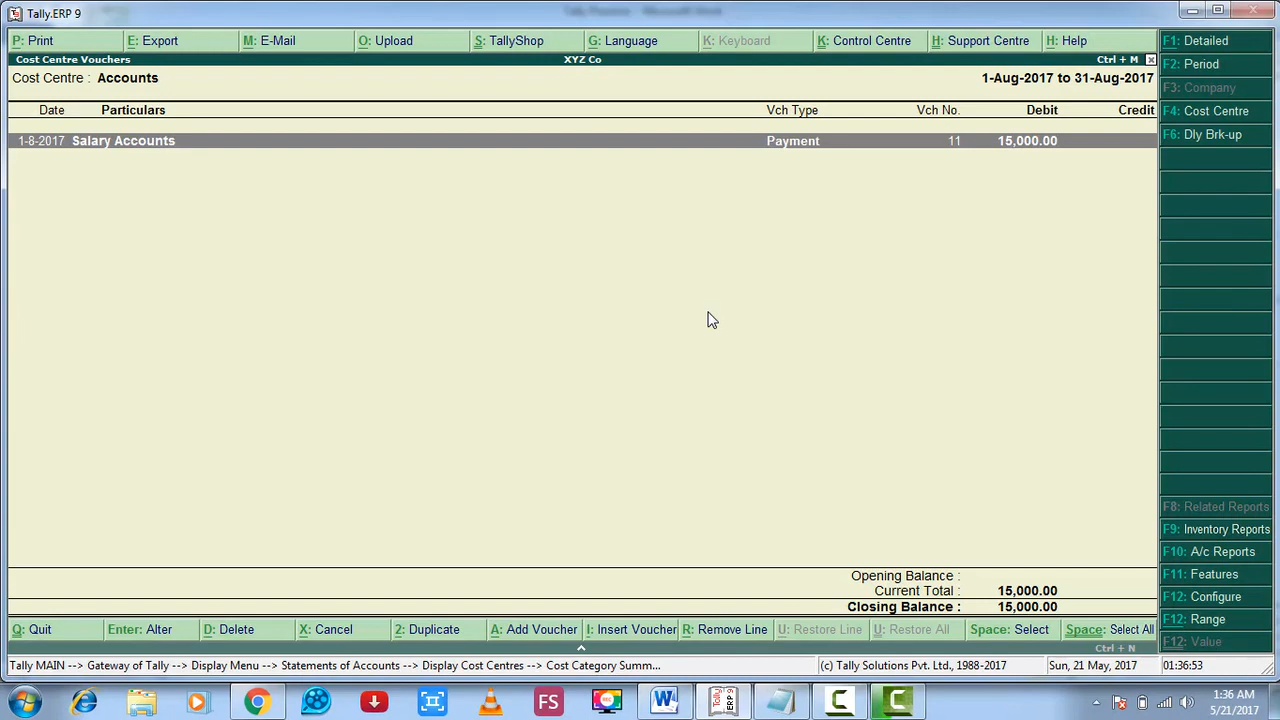 Tally.ERP 9
P: Print E: Export M: E-Mail O: Upload S: TallyShop G: Language K: Keyboard K: Control Centre H: Support Centre H: Help
Cost Centre Vouchers XYZ Co Ctrl + M
Cost Centre : Accounts 1-Aug-2017 to 31-Aug-2017
Date Particulars Vch Type Vch No. Debit Credit
1-8-2017 Salary Accounts Payment 11 15,000.00
Opening Balance :
Current Total : 15,000.00
Closing Balance : 15,000.00
F1: Detailed
F2: Period
F3: Company
F4: Cost Centre
F6: Dly Brk-up
F8: Related Reports
F9: Inventory Reports
F10: A/c Reports
F11: Features
F12: Configure
F12: Range
F12: Value
Q: Quit Enter: Alter D: Delete X: Cancel 2: Duplicate A: Add Voucher I: Insert Voucher R: Remove Line U: Restore Line U: Restore All Space: Select Space: Select All
Ctrl + N
Tally MAIN --> Gateway of Tally --> Display Menu --> Statements of Accounts --> Display Cost Centres --> Cost Category Summ... (c) Tally Solutions Pvt. Ltd., 1988-2017 Sun, 21 May, 2017 01:36:53
FS REC W Tally ERP 9 C C
1:36 AM
5/21/2017